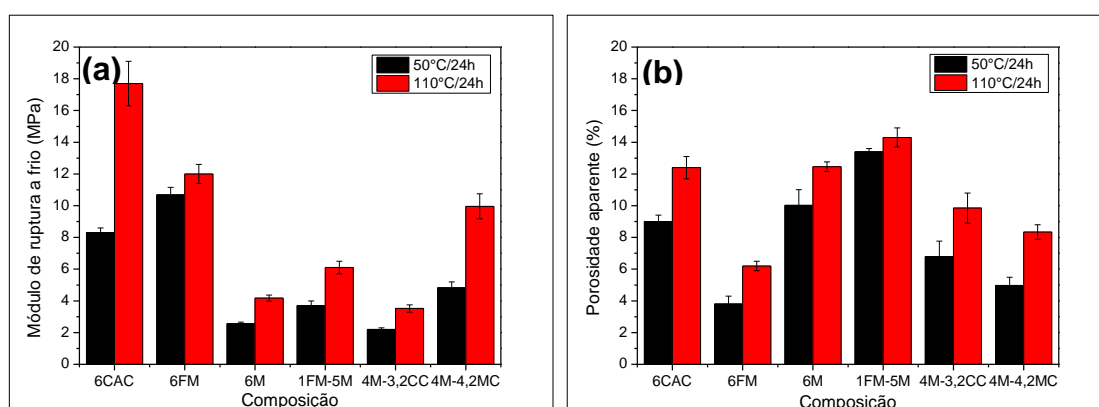 (a)
50°C/24h
110°C/24h
Módulo de ruptura a frio (MPa)
20
18
16
14
12
10
8
6
4
2
0
6CAC 6FM 6M 1FM-5M 4M-3,2CC 4M-4,2MC
Composição
(b)
50°C/24h
110°C/24h
Porosidade aparente (%)
20
18
16
14
12
10
8
6
4
2
0
6CAC 6FM 6M 1FM-5M 4M-3,2CC 4M-4,2MC
Composição